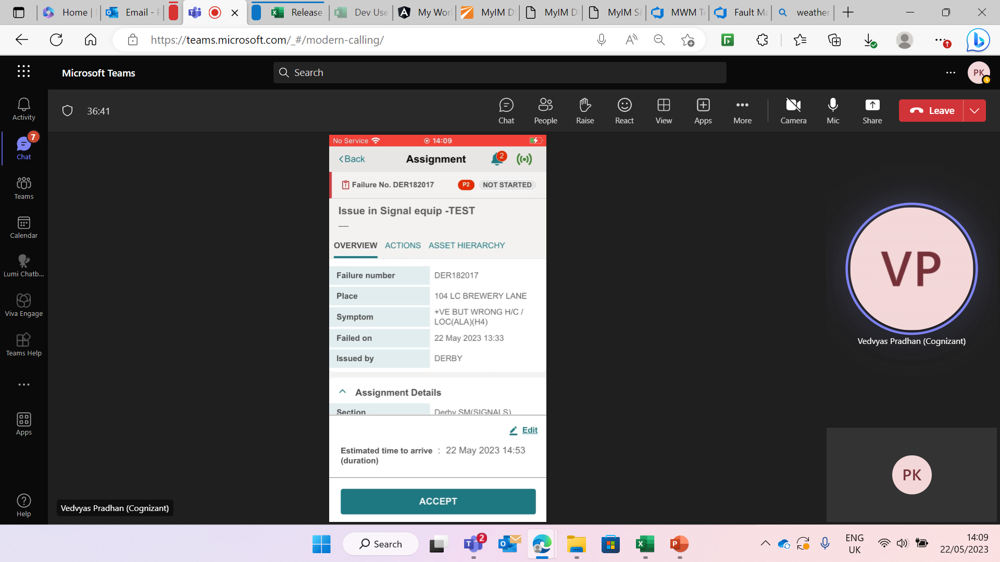 Home |
Email -
Release
Dev Use
My Wor
MyIM D
MyIM D
MyIM S
MWM T
Fault Ma
weather
https://teams.microsoft.com/_#/modern-calling/
Microsoft Teams
Search
PK
36:41
Chat
People
Raise
React
View
Apps
More
Camera
Mic
Share
Leave
Activity
7
Chat
Teams
Calendar
Lumi Chatb...
Viva Engage
Teams Help
Apps
Help
No Service
14:09
Back
Assignment
2
Failure No. DER182017
P2
NOT STARTED
Issue in Signal equip -TEST
—
OVERVIEW
ACTIONS
ASSET HIERARCHY
Failure number
DER182017
Place
104 LC BREWERY LANE
Symptom
+VE BUT WRONG H/C /
LOC(ALA)(H4)
Failed on
22 May 2023 13:33
Issued by
DERBY
Assignment Details
Section
Derby SM(SIGNALS)
Edit
Estimated time to arrive : 22 May 2023 14:53
(duration)
ACCEPT
VP
Vedvyas Pradhan (Cognizant)
PK
Vedvyas Pradhan (Cognizant)
Search
2
ENG
UK
14:09
22/05/2023